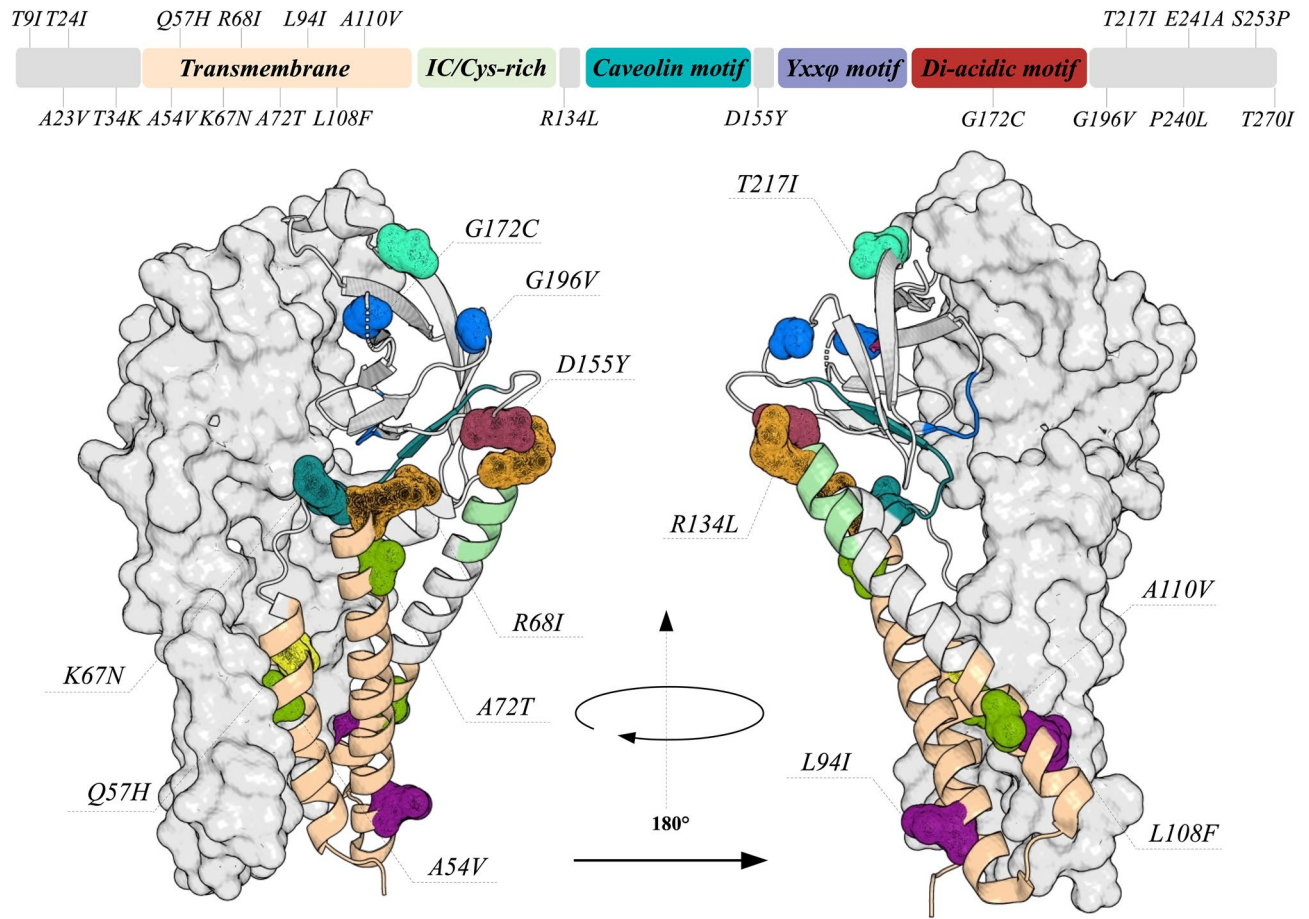 T9I T24I Q57H R68I L94I A110V T217I E241A S253P
Transmembrane IC/Cys-rich Caveolin motif Yxxφ motif Di-acidic motif
A23V T34K A54V K67N A72T L108F R134L D155Y G172C G196V P240L T270I
T217I
G172C
G196V
D155Y
R134L
A110V
R68I
K67N
A72T
L94I
Q57H
180°
L108F
A54V